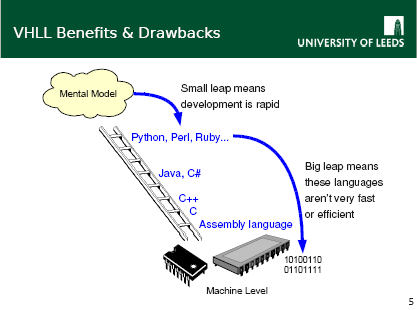 VHLL Benefits & Drawbacks
UNIVERSITY OF LEEDS
Mental Model
Small leap means
development is rapid
Python, Perl, Ruby...
Java, C#
C++
C
Assembly language
Big leap means
these languages
aren't very fast
or efficient
10100110
01101111
Machine Level
5